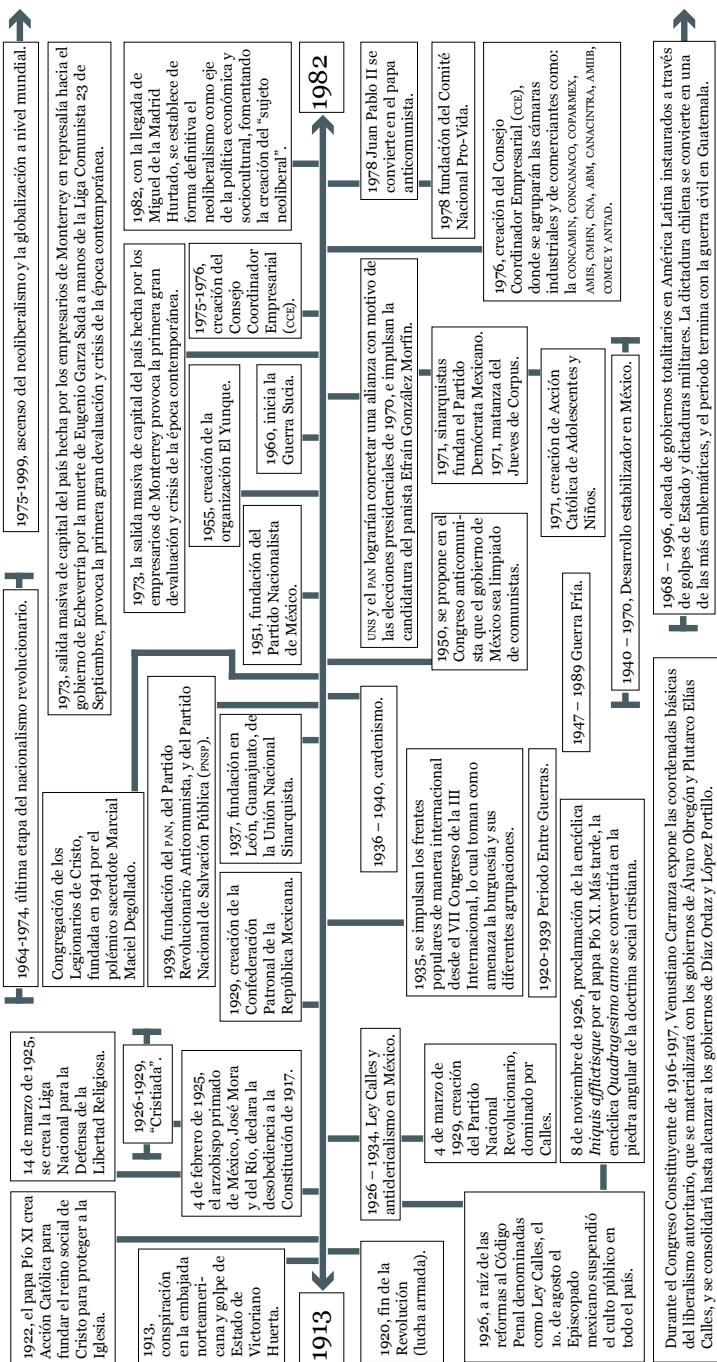 1922, el papa Pío XI crea
Acción Católica para
fundar el reino social de
Cristo para proteger a la
Iglesia.
14 de marzo de 1925,
se crea la Liga
Nacional para la
Defensa de la
Libertad Religiosa.
1964-1974, última etapa del nacionalismo revolucionario.
1975-1999, ascenso del neoliberalismo y la globalización a nivel mundial.
Congregación de los
Legionarios de Cristo,
fundada en 1941 por el
polémico sacerdote Marcial
Maciel Degollado.
1973, salida masiva de capital del país hecha por los empresarios de Monterrey en represalía hacia el
gobierno de Echeverría por la muerte de Eugenio Garza Sada a manos de la Liga Comunista 23 de
Septiembre, provoca la primera gran devaluación y crisis de la época contemporánea.
1913,
conspiración
en la embajada
norteameri-
cana y golpe de
Estado de
Victoriano
Huerta.
1926-1929,
“Cristiada”.
4 de febrero de 1925,
el arzobispo primado
de México, José Mora
y del Río, declara la
desobediencia a la
Constitución de 1917.
1939, fundación del PAN, del Partido
Revolucionario Anticomunista, y del Partido
Nacional de Salvación Pública (PNSP).
1929, creación de la
Confederación
Patronal de la
República Mexicana.
1937, fundación en
León, Guanajuato, de
la Unión Nacional
Sinarquista.
1951, fundación del
Partido Nacionalista
de México.
1955, creación de la
organización El Yunque.
1960, inicia la
Guerra Sucia.
1973, la salida masiva de capital del país hecha por los
empresarios de Monterrey provoca la primera gran
devaluación y crisis de la época contemporánea.
1975-1976,
creación del
Consejo
Coordinador
Empresarial
(CCE).
1982, con la llegada de
Miguel de la Madrid
Hurtado, se establece de
forma definitiva el
neoliberalismo como eje
de la política económica y
sociocultural, fomentando
la creación del “sujeto
neoliberal”.
1913
1982
1920, fin de la
Revolución
(lucha armada).
1926 – 1934, Ley Calles y
anticlericalismo en México.
1926, a raíz de las
reformas al Código
Penal denominadas
como Ley Calles, el
1o. de agosto el
Episcopado
mexicano suspendió
el culto público en
todo el país.
4 de marzo de
1929, creación
del Partido
Nacional
Revolucionario,
dominado por
Calles.
8 de noviembre de 1926, proclamación de la encíclica
Iniquis afflictisque por el papa Pío XI. Más tarde, la
encíclica Quadragesimo anno se convertiría en la
piedra angular de la doctrina social cristiana.
1935, se impulsan los frentes
populares de manera internacional
desde el VII Congreso de la III
Internacional, lo cual toman como
amenaza la burguesía y sus
diferentes agrupaciones.
1920-1939 Periodo Entre Guerras.
1936 – 1940, cardenismo.
1947 – 1989 Guerra Fría.
1950, se propone en el
Congreso anticomuni-
sta que el gobierno de
México sea limpiado
de comunistas.
UNS y el PAN lograrían concretar una alianza con motivo de
las elecciones presidenciales de 1970, e impulsan la
candidatura del panista Efraín González Morfín.
1971, sinarquistas
fundan el Partido
Demócrata Mexicano.
1971, matanza del
Jueves de Corpus.
1971, creación de Acción
Católica de Adolescentes y
Niños.
1940 – 1970, Desarrollo estabilizador en México.
1978 Juan Pablo II se
convierte en el papa
anticomunista.
1978 fundación del Comité
Nacional Pro-Vida.
1976, creación del Consejo
Coordinador Empresarial (CCE),
donde se agruparán las cámaras
industriales y de comerciantes como:
la CONCAMIN, CONCANACO, COPARMEX,
AMIS, CMHN, CNA, ABM, CANACINTRA, AMIIB,
COMCE Y ANTAD.
Durante el Congreso Constituyente de 1916-1917, Venustiano Carranza expone las coordenadas básicas
del liberalismo autoritario, que se materializará con los gobiernos de Álvaro Obregón y Plutarco Elías
Calles, y se consolidará hasta alcanzar a los gobiernos de Díaz Ordaz y López Portillo.
1968 – 1996, oleada de gobiernos totalitarios en América Latina instaurados a través
de golpes de Estado y dictaduras militares. La dictadura chilena se convierte en una
de las más emblemáticas, y el periodo termina con la guerra civil en Guatemala.